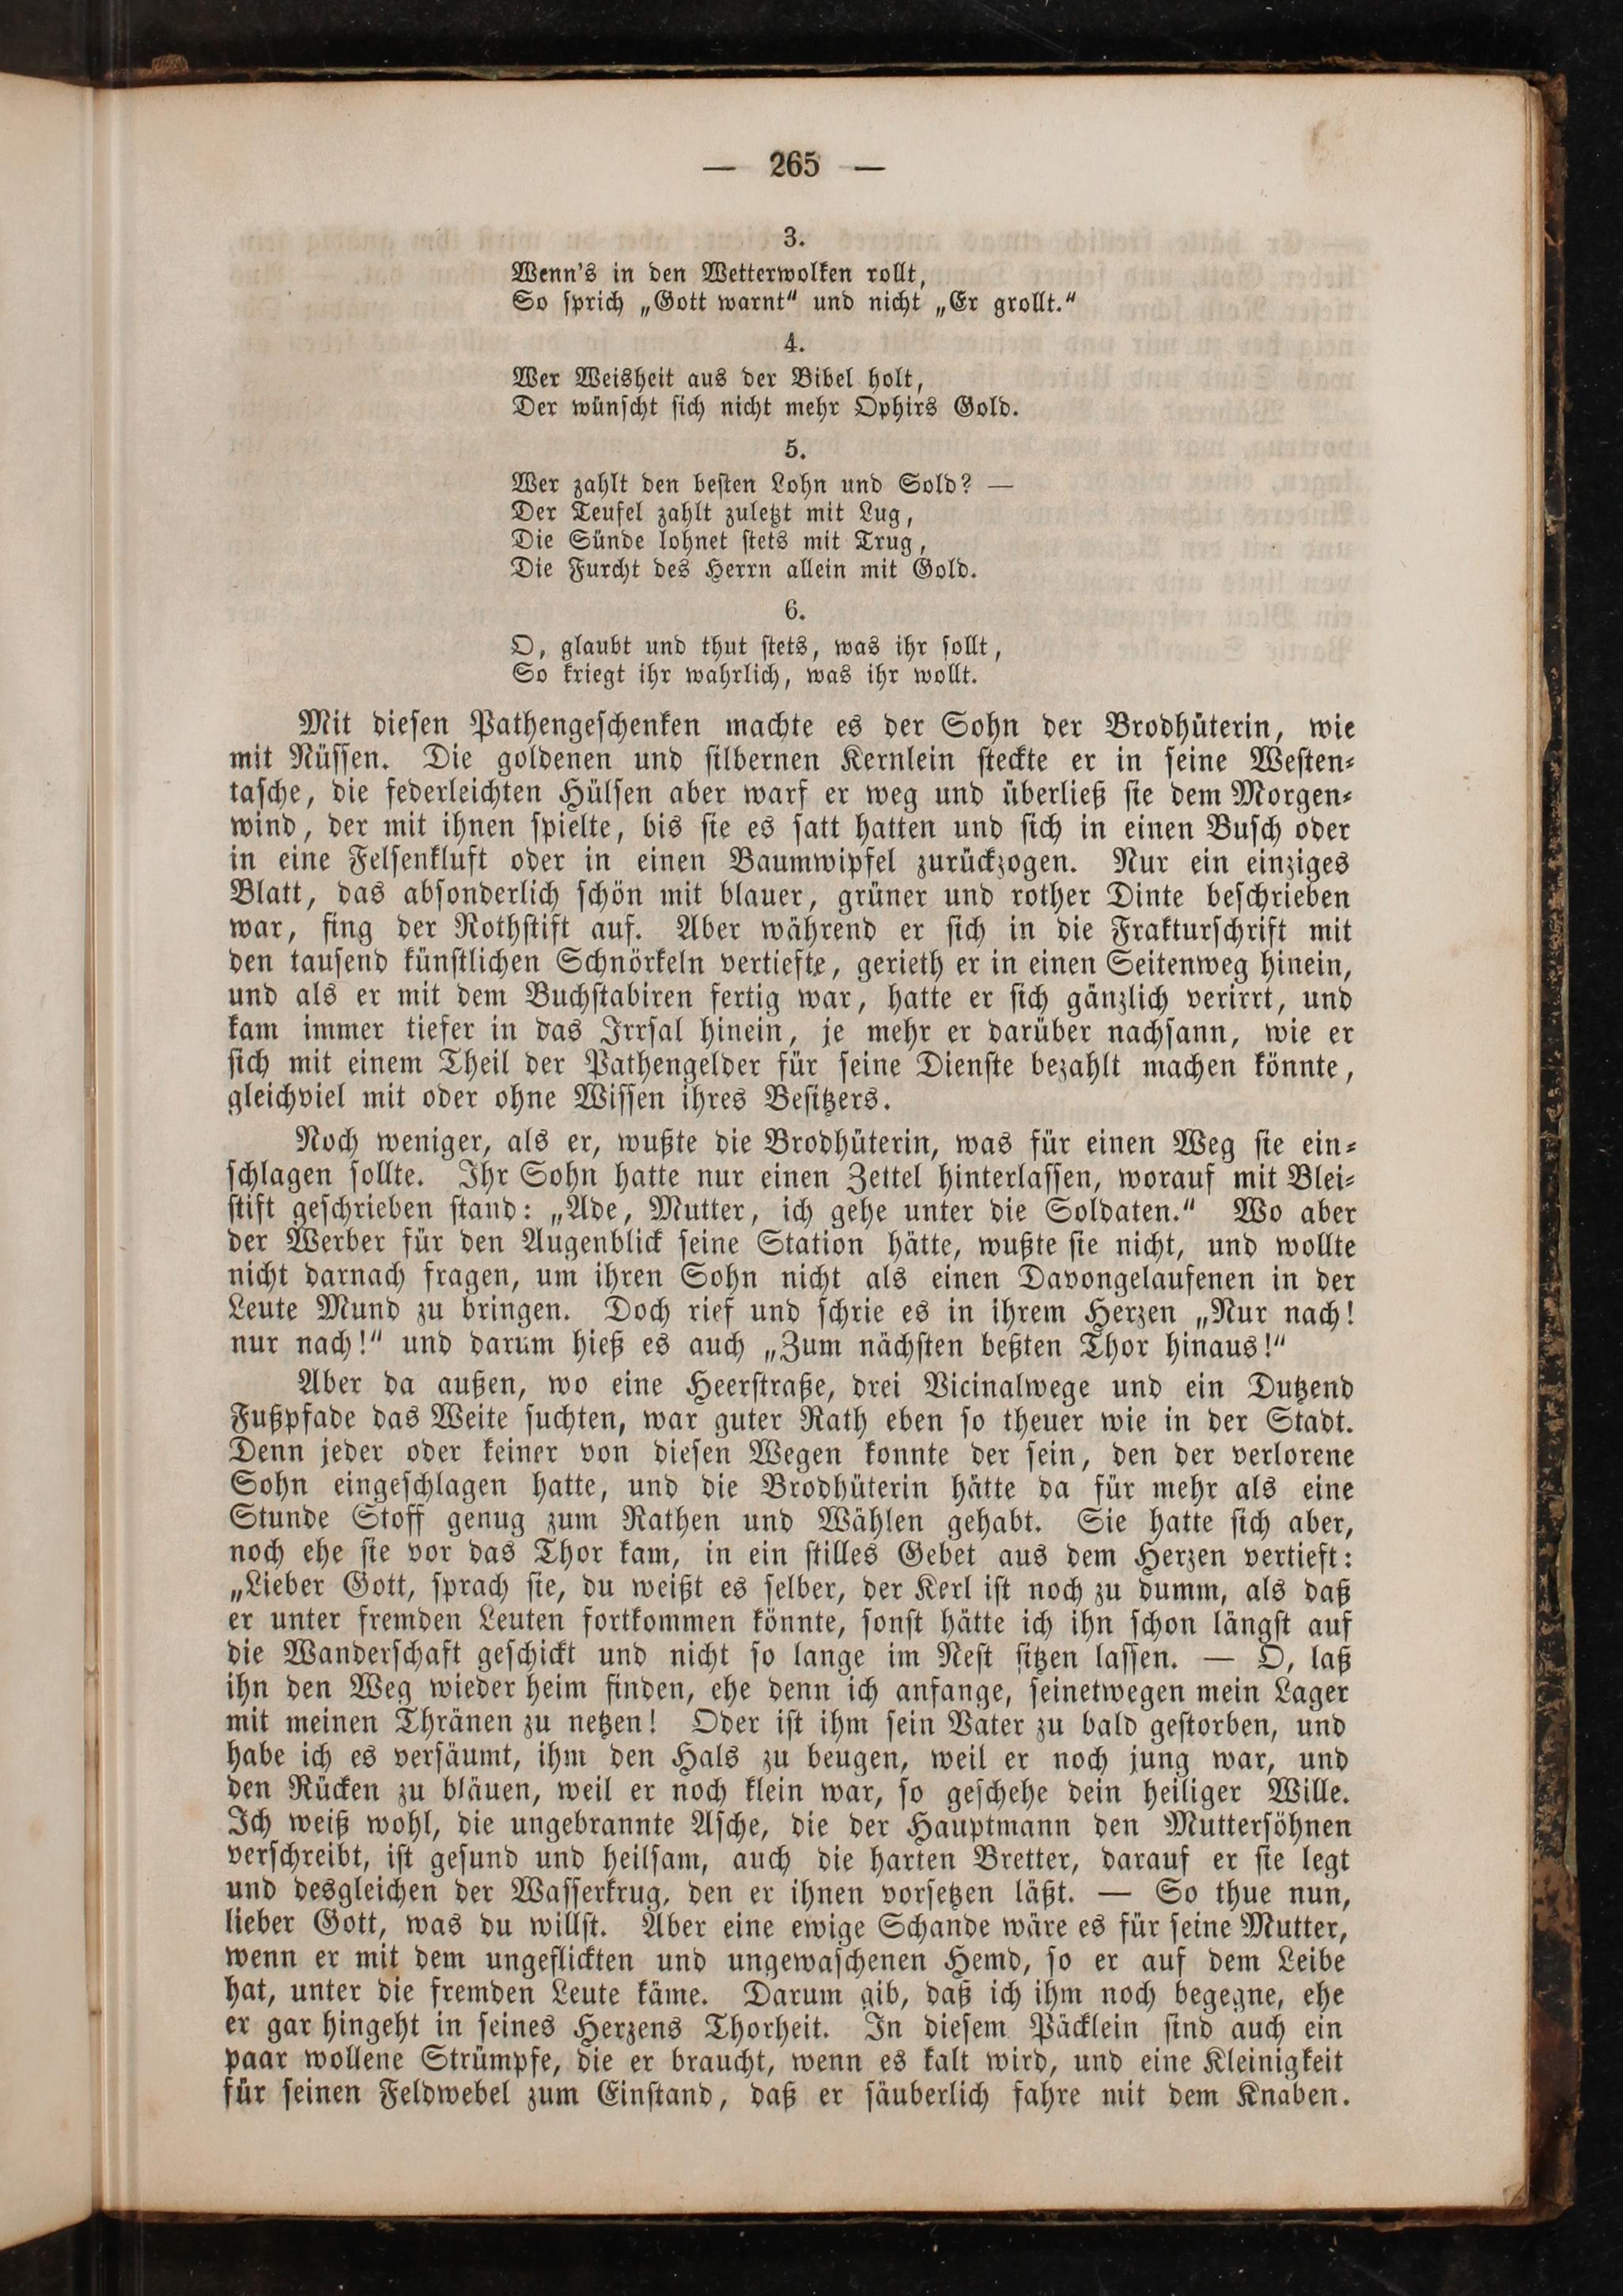 — 265 —
3.
Wenn's in den Wetterwolken rollt,
So sprich „Gott warnt" und nicht „Er grollt."
4.
Wer Weisheit aus der Bibel holt,
Der wünscht sich nicht mehr Ophirs Gold.
5.
Wer zahlt den besten Lohn und Sold? —
Der Teufel zahlt zuletzt mit Lug,
Die Sünde lohnet stets mit Trug,
Die Furcht des Herrn allein mit Gold.
6.
O, glaubt und thut stets, was ihr sollt,
So kriegt ihr wahrlich, was ihr wollt.
Mit diesen Pathengeschenken machte es der Sohn der Brodhüterin, wie
mit Nüssen. Die goldenen und silbernen Kernlein steckte er in seine Westen-
tasche, die federleichten Hülsen aber warf er weg und überließ sie dem Morgen-
wind, der mit ihnen spielte, bis sie es satt hatten und sich in einen Busch oder
in eine Felsenkluft oder in einen Baumwipfel zurückzogen. Nur ein einziges
Blatt, das absonderlich schön mit blauer, grüner und rother Dinte beschrieben
war, fing der Rothstift auf. Aber während er sich in die Frakturschrift mit
den tausend künstlichen Schnörkeln vertiefte, gerieth er in einen Seitenweg hinein,
und als er mit dem Buchstabiren fertig war, hatte er sich gänzlich verirrt, und
kam immer tiefer in das Irrsal hinein, je mehr er darüber nachsann, wie er
sich mit einem Theil der Pathengelder für seine Dienste bezahlt machen könnte,
gleichviel mit oder ohne Wissen ihres Besitzers.
Noch weniger, als er, wußte die Brodhüterin, was für einen Weg sie ein-
schlagen sollte. Ihr Sohn hatte nur einen Zettel hinterlassen, worauf mit Blei-
stift geschrieben stand: „Ade, Mutter, ich gehe unter die Soldaten." Wo aber
der Werber für den Augenblick seine Station hätte, wußte sie nicht, und wollte
nicht darnach fragen, um ihren Sohn nicht als einen Davongelaufenen in der
Leute Mund zu bringen. Doch rief und schrie es in ihrem Herzen „Nur nach!
nur nach!" und darum hieß es auch „Zum nächsten beßten Thor hinaus!"
Aber da außen, wo eine Heerstraße, drei Vicinalwege und ein Dutzend
Fußpfade das Weite suchten, war guter Rath eben so theuer wie in der Stadt.
Denn jeder oder keiner von diesen Wegen konnte der sein, den der verlorene
Sohn eingeschlagen hatte, und die Brodhüterin hätte da für mehr als eine
Stunde Stoff genug zum Rathen und Wählen gehabt. Sie hatte sich aber,
noch ehe sie vor das Thor kam, in ein stilles Gebet aus dem Herzen vertieft:
„Lieber Gott, sprach sie, du weißt es selber, der Kerl ist noch zu dumm, als daß
er unter fremden Leuten fortkommen könnte, sonst hätte ich ihn schon längst auf
die Wanderschaft geschickt und nicht so lange im Nest sitzen lassen. — O, laß
ihn den Weg wieder heim finden, ehe denn ich anfange, seinetwegen mein Lager
mit meinen Thränen zu netzen! Oder ist ihm sein Vater zu bald gestorben, und
habe ich es versäumt, ihm den Hals zu beugen, weil er noch jung war, und
den Rücken zu bläuen, weil er noch klein war, so geschehe dein heiliger Wille.
Ich weiß wohl, die ungebrannte Asche, die der Hauptmann den Muttersöhnen
verschreibt, ist gesund und heilsam, auch die harten Bretter, darauf er sie legt
und desgleichen der Wasserkrug, den er ihnen vorsetzen läßt. — So thue nun,
lieber Gott, was du willst. Aber eine ewige Schande wäre es für seine Mutter,
wenn er mit dem ungeflickten und ungewaschenen Hemd, so er auf dem Leibe
hat, unter die fremden Leute käme. Darum gib, daß ich ihm noch begegne, ehe
er gar hingeht in seines Herzens Thorheit. In diesem Päcklein sind auch ein
paar wollene Strümpfe, die er braucht, wenn es kalt wird, und eine Kleinigkeit
für seinen Feldwebel zum Einstand, daß er säuberlich fahre mit dem Knaben.